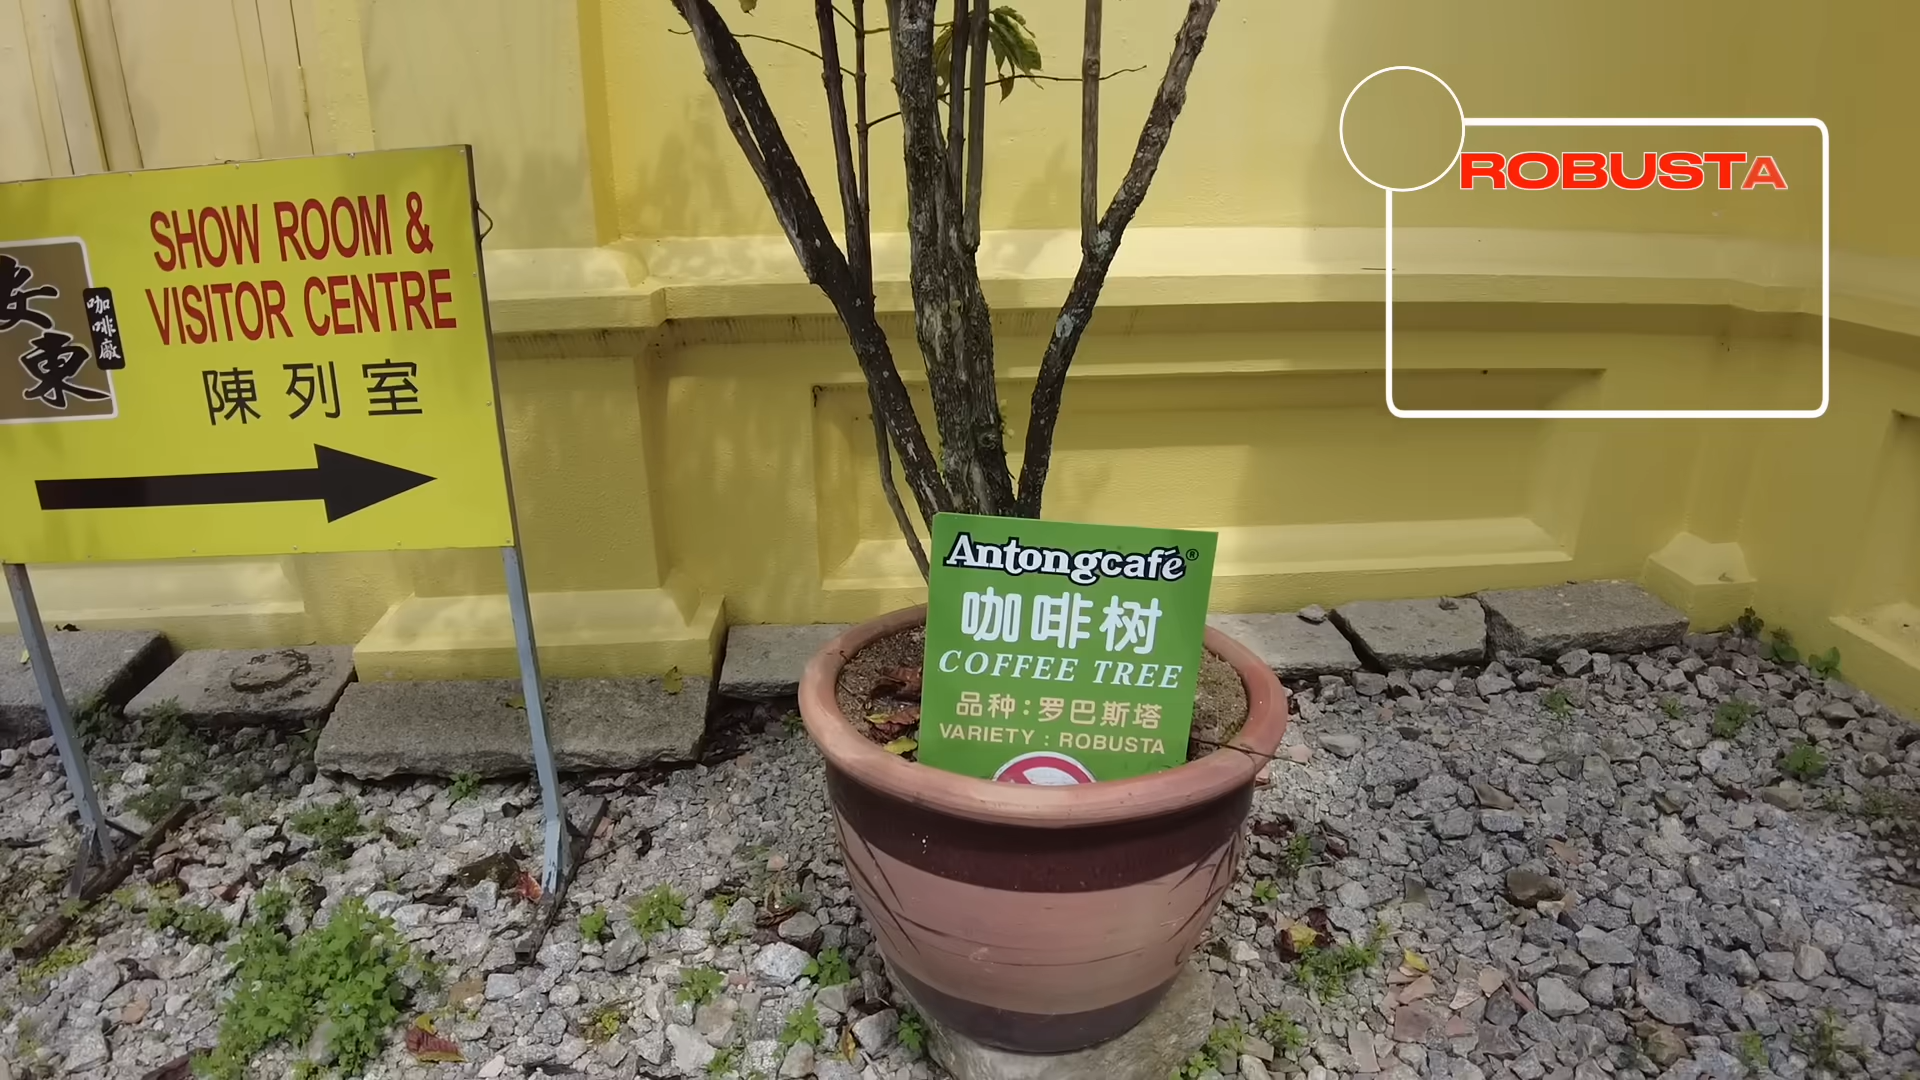 SHOW ROOM &
VISITOR CENTRE
陳列室
安東
咖啡廠
ROBUSTA
Antongcafé®
咖啡树
COFFEE TREE
品种：罗巴斯塔
VARIETY : ROBUSTA